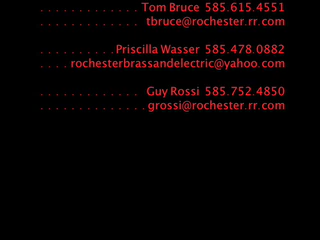 . . . . . . . . . . . . . Tom Bruce 585.615.4551
. . . . . . . . . . . . . tbruce@rochester.rr.com
. . . . . . . . . . Priscilla Wasser 585.478.0882
. . . . rochesterbrassandelectric@yahoo.com
. . . . . . . . . . . . . Guy Rossi 585.752.4850
. . . . . . . . . . . . . . grossi@rochester.rr.com